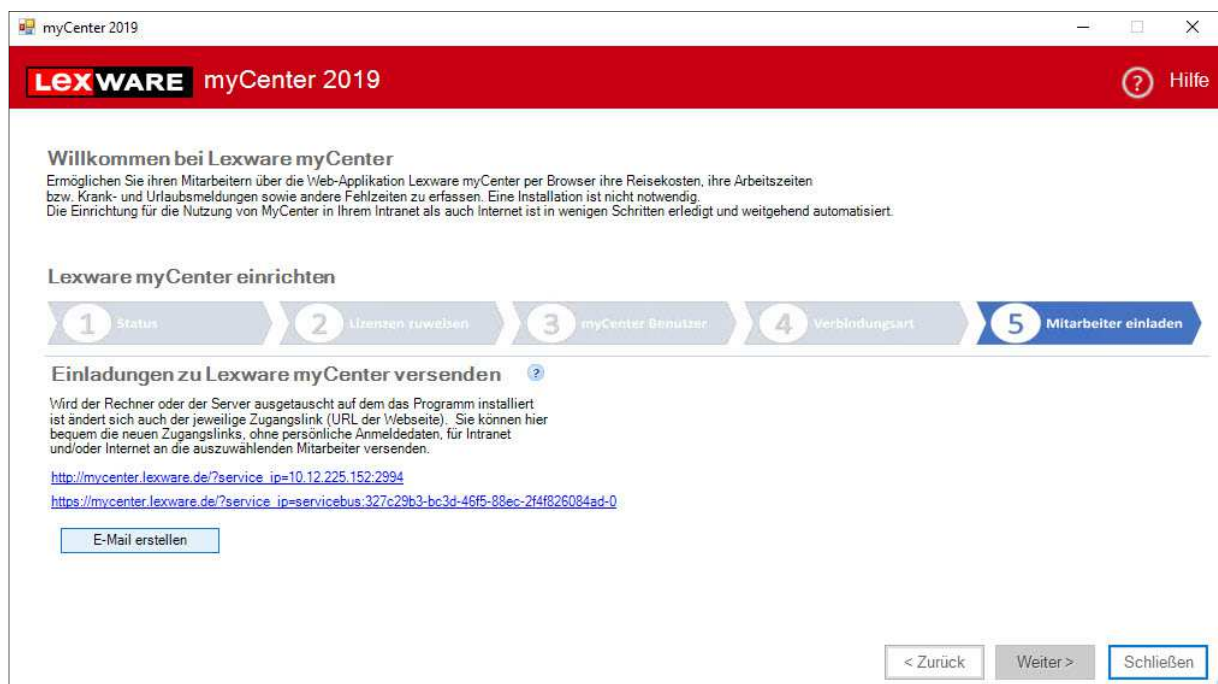 myCenter 2019
LEXWARE myCenter 2019
? Hilfe
Willkommen bei Lexware myCenter
Ermöglichen Sie ihren Mitarbeitern über die Web-Applikation Lexware myCenter per Browser ihre Reisekosten, ihre Arbeitszeiten
bzw. Krank- und Urlaubsmeldungen sowie andere Fehlzeiten zu erfassen. Eine Installation ist nicht notwendig.
Die Einrichtung für die Nutzung von MyCenter in Ihrem Intranet als auch Internet ist in wenigen Schritten erledigt und weitgehend automatisiert.
Lexware myCenter einrichten
1 Status
2 Lizenzen zuweisen
3 myCenter Benutzer
4 Verbindungsart
5 Mitarbeiter einladen
Einladungen zu Lexware myCenter versenden ?
Wird der Rechner oder der Server ausgetauscht auf dem das Programm installiert
ist ändert sich auch der jeweilige Zugangslink (URL der Webseite). Sie können hier
bequem die neuen Zugangslinks, ohne persönliche Anmeldedaten, für Intranet
und/oder Internet an die auszuwählenden Mitarbeiter versenden.
http://mycenter.lexware.de/?service_ip=10.12.225.152:2994
https://mycenter.lexware.de/?service_ip=servicebus:327c29b3-bc3d-46f5-88ec-2f4f826084ad-0
E-Mail erstellen
< Zurück
Weiter >
Schließen